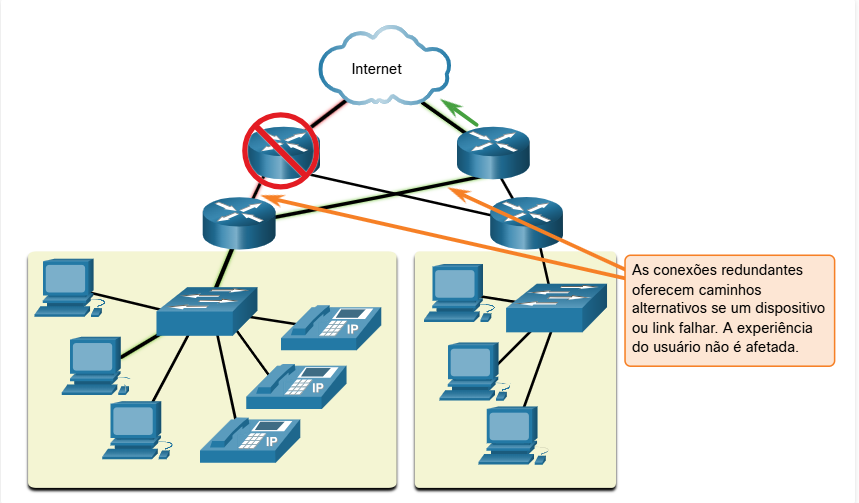 Internet
As conexões redundantes
oferecem caminhos
alternativos se um dispositivo
ou link falhar. A experiência
do usuário não é afetada.
IP
IP
IP